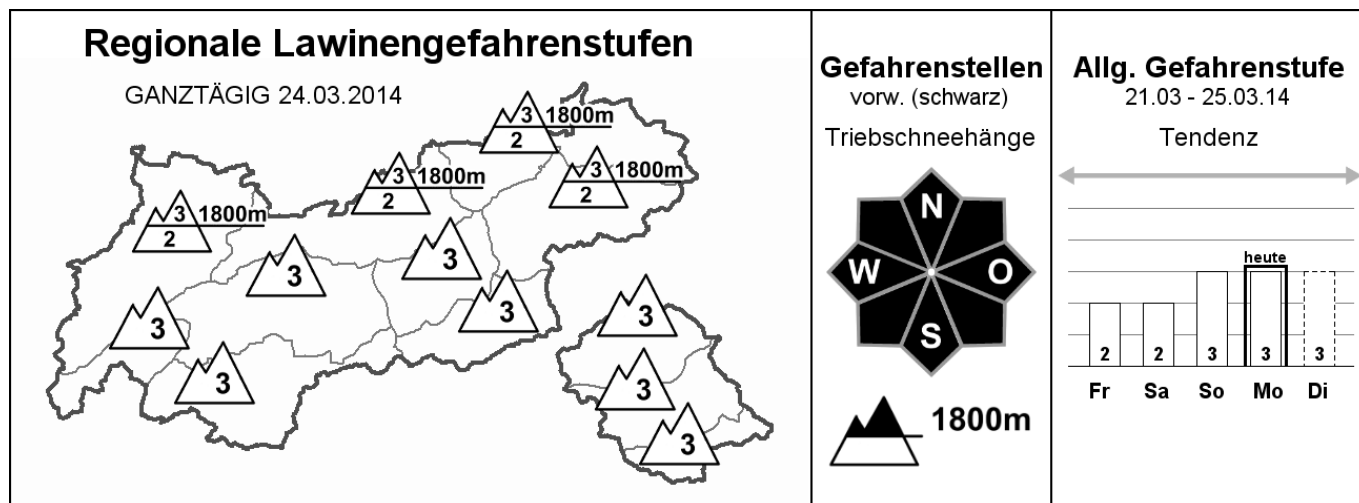 Regionale Lawinengefahrenstufen
GANZTÄGIG 24.03.2014
3 1800m
2
3 1800m
2
3 1800m
2
3 1800m
2
3
3
3
3
3
3
3
3
Gefahrenstellen
vorw. (schwarz)
Triebschneehänge
N
W O
S
1800m
Allg. Gefahrenstufe
21.03 - 25.03.14
Tendenz
heute
2 2 3 3 3
Fr Sa So Mo Di